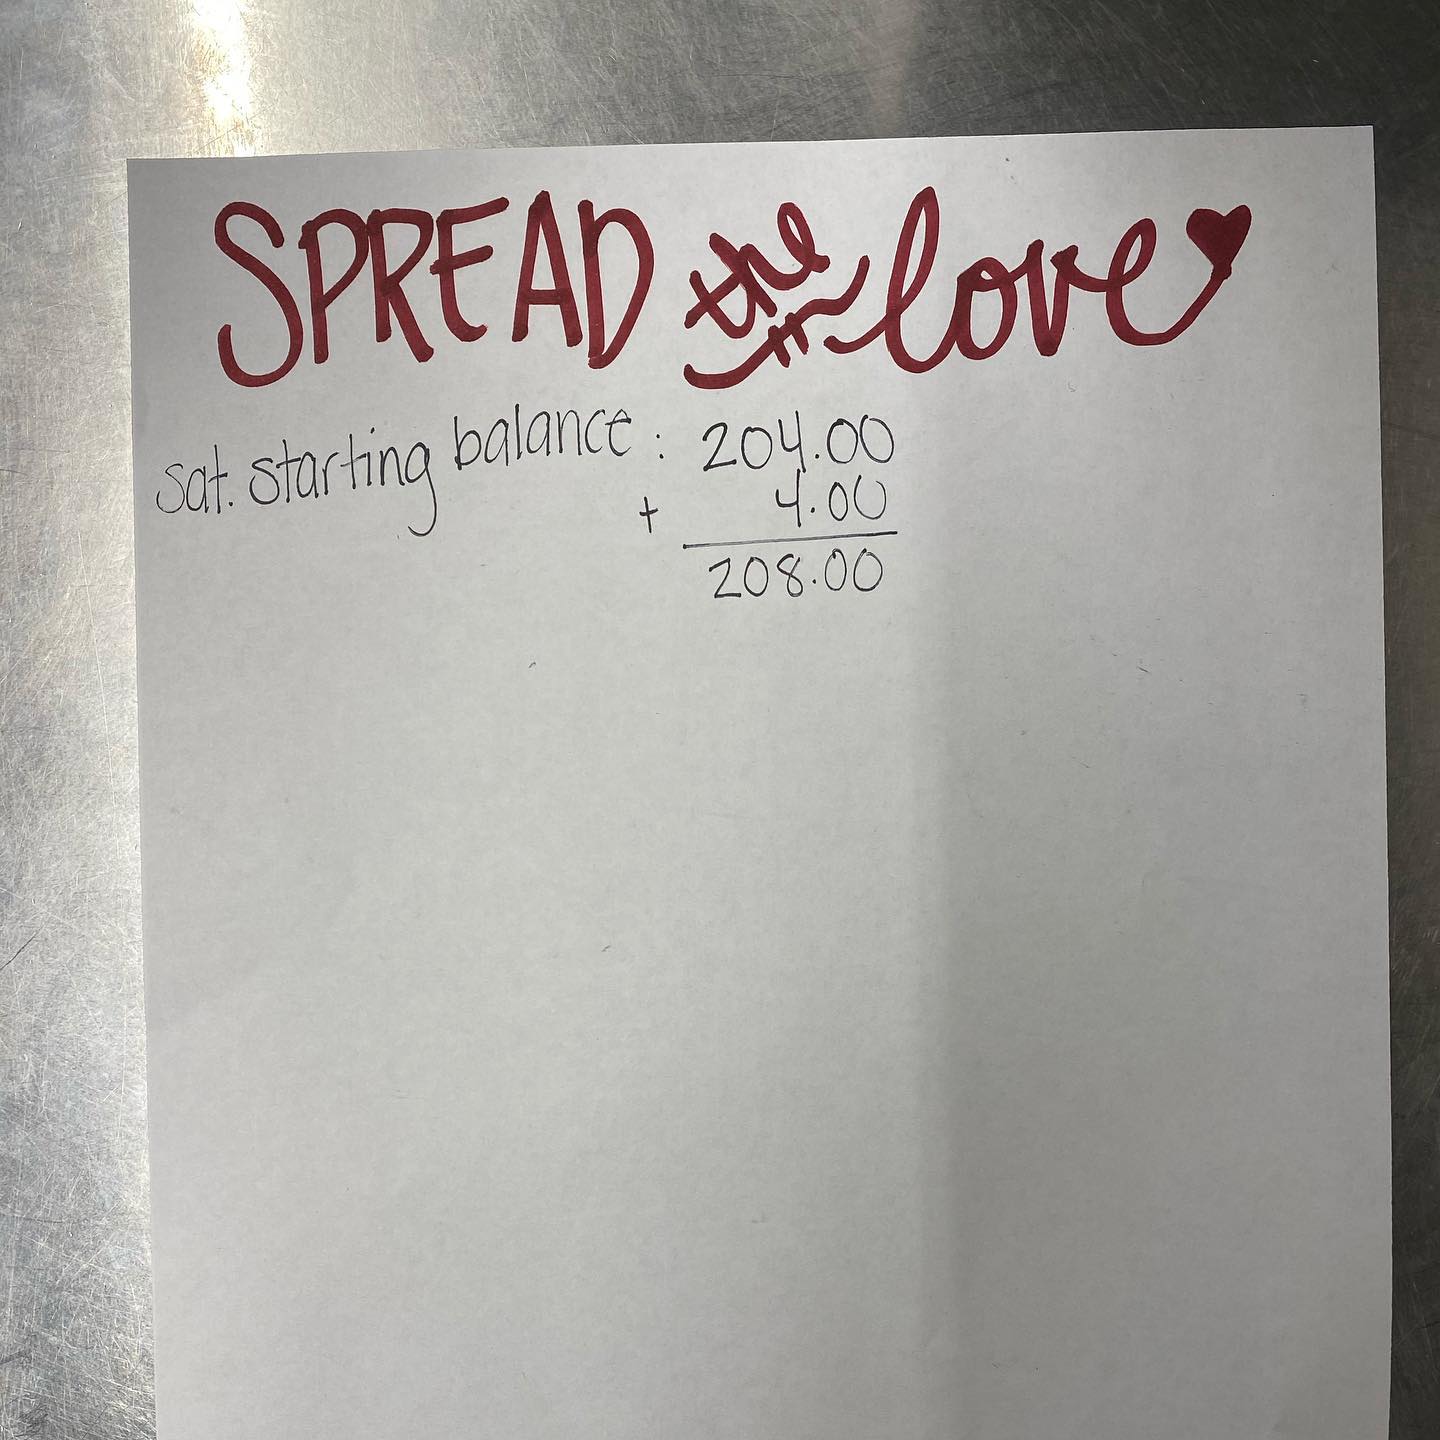 SPREAD the love
sat. starting balance : 204.00
+ 4.00
208.00